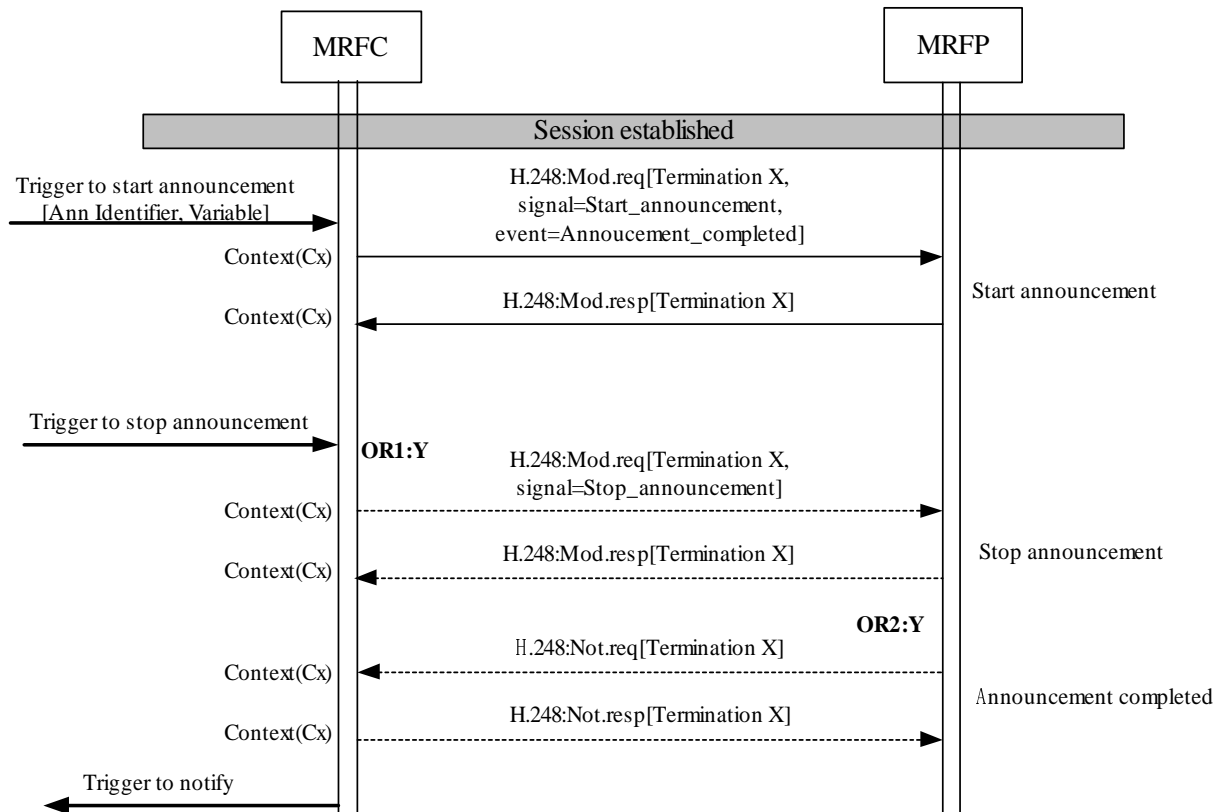 MRFC
MRFP
Session established
Trigger to start announcement
[Ann Identifier, Variable]
H.248:Mod.req[Termination X,
signal=Start_announcement,
event=Annoucement_completed]
Context(Cx)
Start announcement
H.248:Mod.resp[Termination X]
Context(Cx)
Trigger to stop announcement
OR1:Y
H.248:Mod.req[Termination X,
signal=Stop_announcement]
Context(Cx)
Stop announcement
H.248:Mod.resp[Termination X]
Context(Cx)
OR2:Y
H.248:Not.req[Termination X]
Context(Cx)
Announcement completed
H.248:Not.resp[Termination X]
Context(Cx)
Trigger to notify